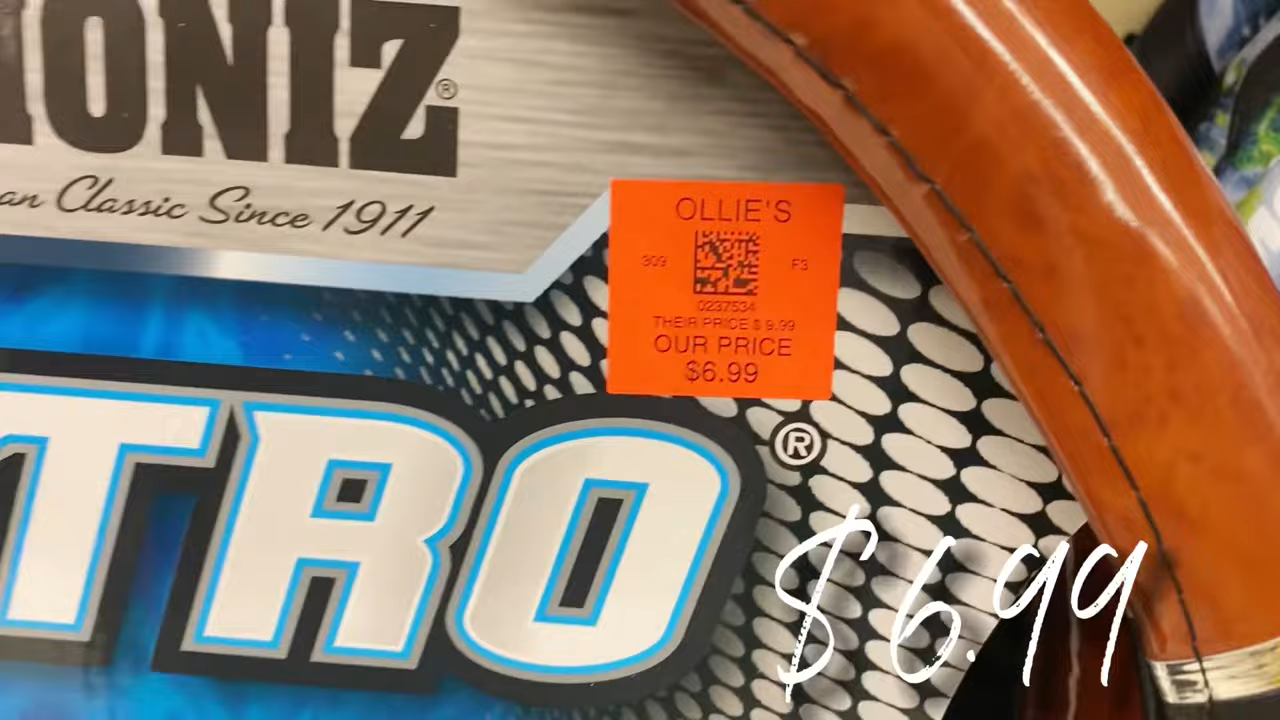 IONIZ®
an Classic Since 1911
OLLIE'S
309 F3
0237534
THEIR PRICE $9.99
OUR PRICE
$6.99
TRO®
$6.99